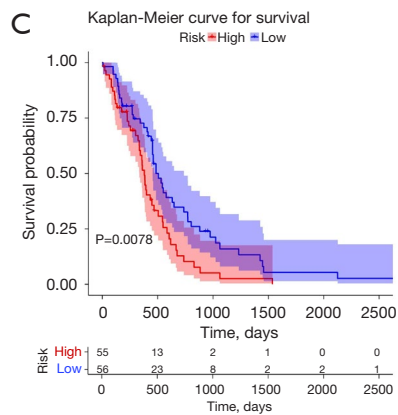 C
Kaplan-Meier curve for survival
Risk High Low
Survival probability
1.00
0.75
0.50
0.25
0.00
P=0.0078
0 500 1000 1500 2000 2500
Time, days
Risk
High 55 13 2 1 0 0
Low 56 23 8 2 2 1
0 500 1000 1500 2000 2500
Time, days